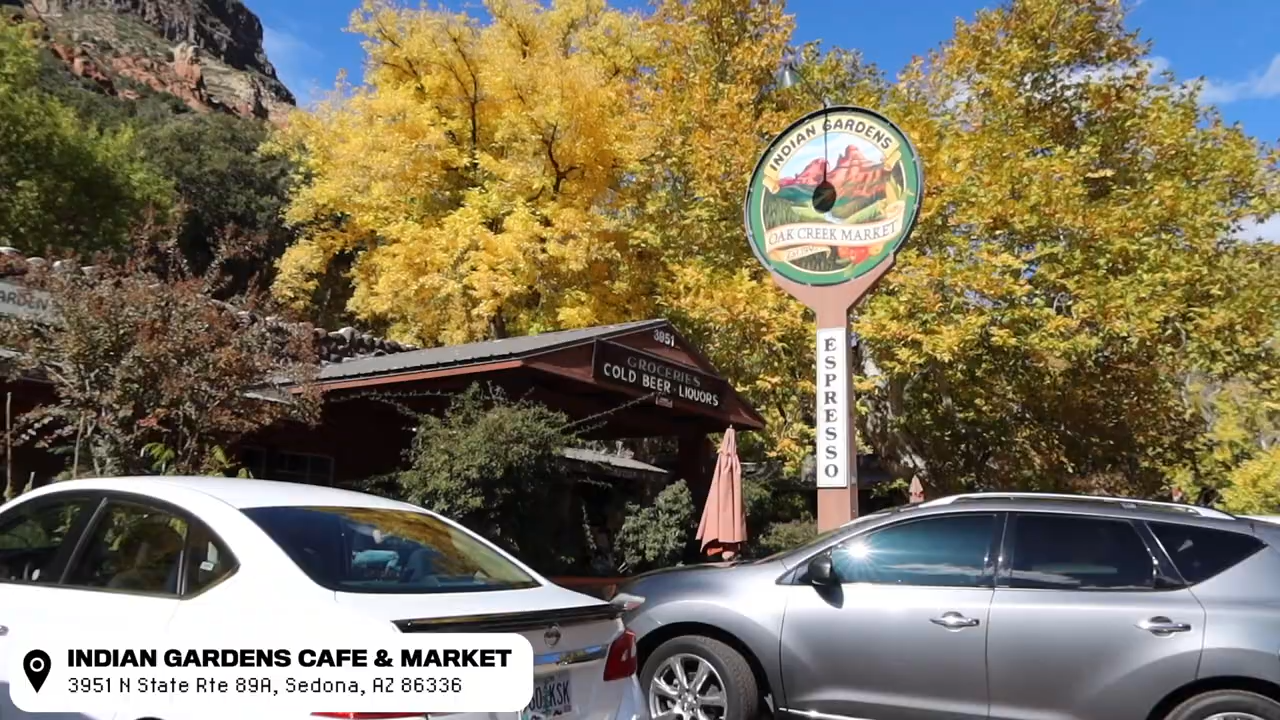 INDIAN GARDENS
OAK CREEK MARKET
ESPRESSO
3951
GROCERIES
COLD BEER - LIQUORS
INDIAN GARDENS CAFE & MARKET
3951 N State Rte 89A, Sedona, AZ 86336